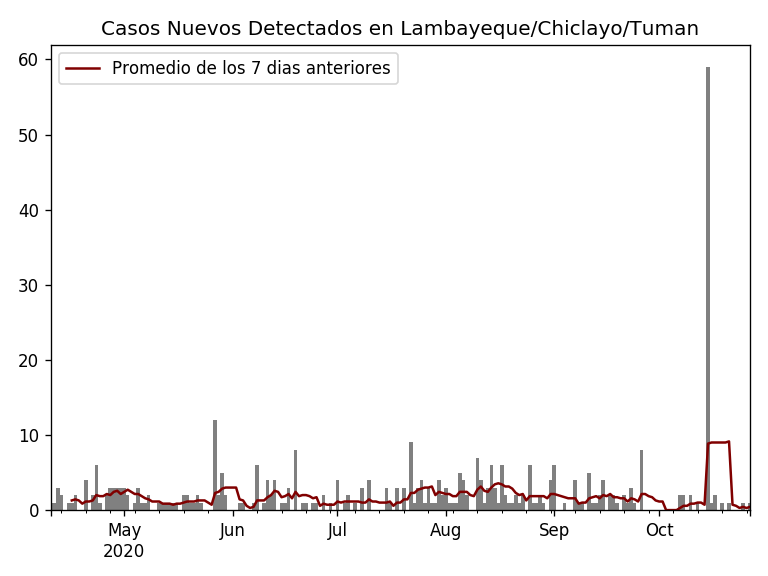 Casos Nuevos Detectados en Lambayeque/Chiclayo/Tuman
Promedio de los 7 dias anteriores
60
50
40
30
20
10
0
May Jun Jul Aug Sep Oct
2020